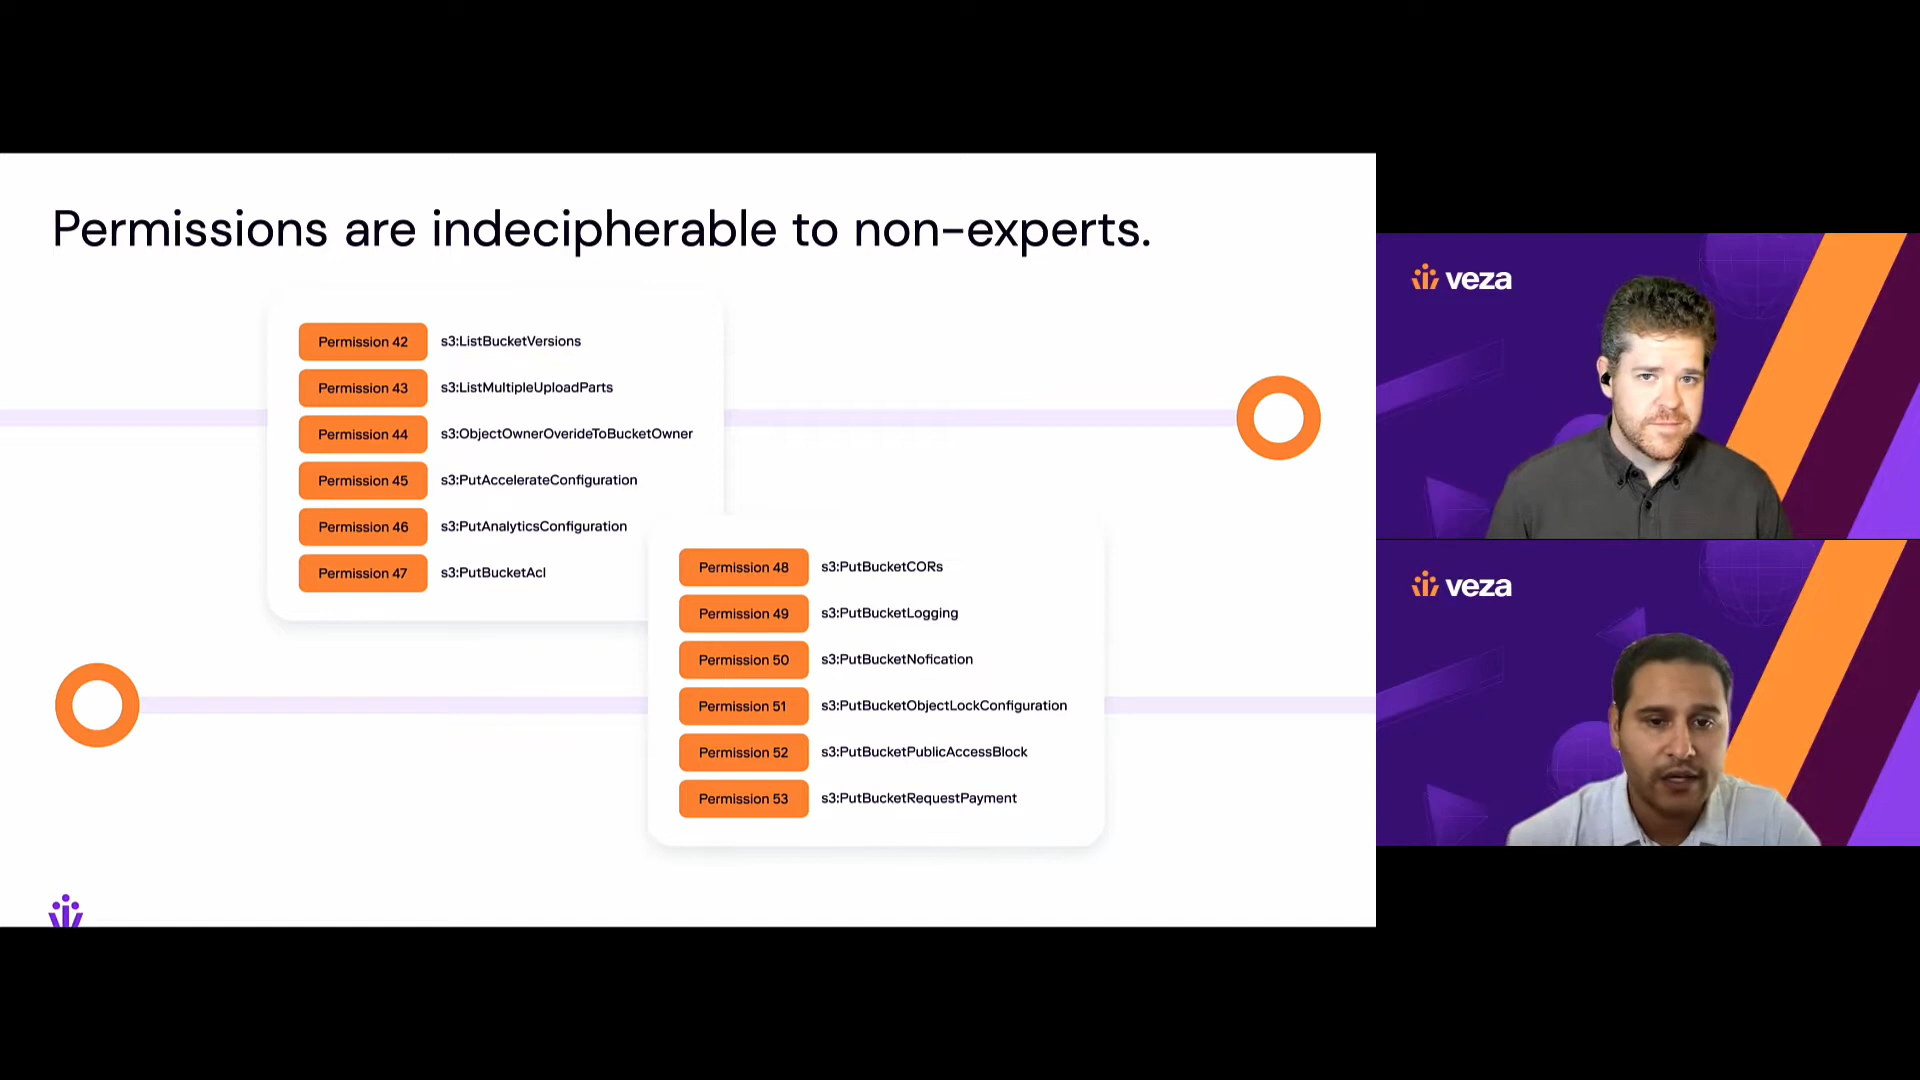 Permissions are indecipherable to non-experts.
Permission 42 s3:ListBucketVersions
Permission 43 s3:ListMultipleUploadParts
Permission 44 s3:ObjectOwnerOverideToBucketOwner
Permission 45 s3:PutAccelerateConfiguration
Permission 46 s3:PutAnalyticsConfiguration
Permission 47 s3:PutBucketAcl
Permission 48 s3:PutBucketCORs
Permission 49 s3:PutBucketLogging
Permission 50 s3:PutBucketNofication
Permission 51 s3:PutBucketObjectLockConfiguration
Permission 52 s3:PutBucketPublicAccessBlock
Permission 53 s3:PutBucketRequestPayment
veza
veza